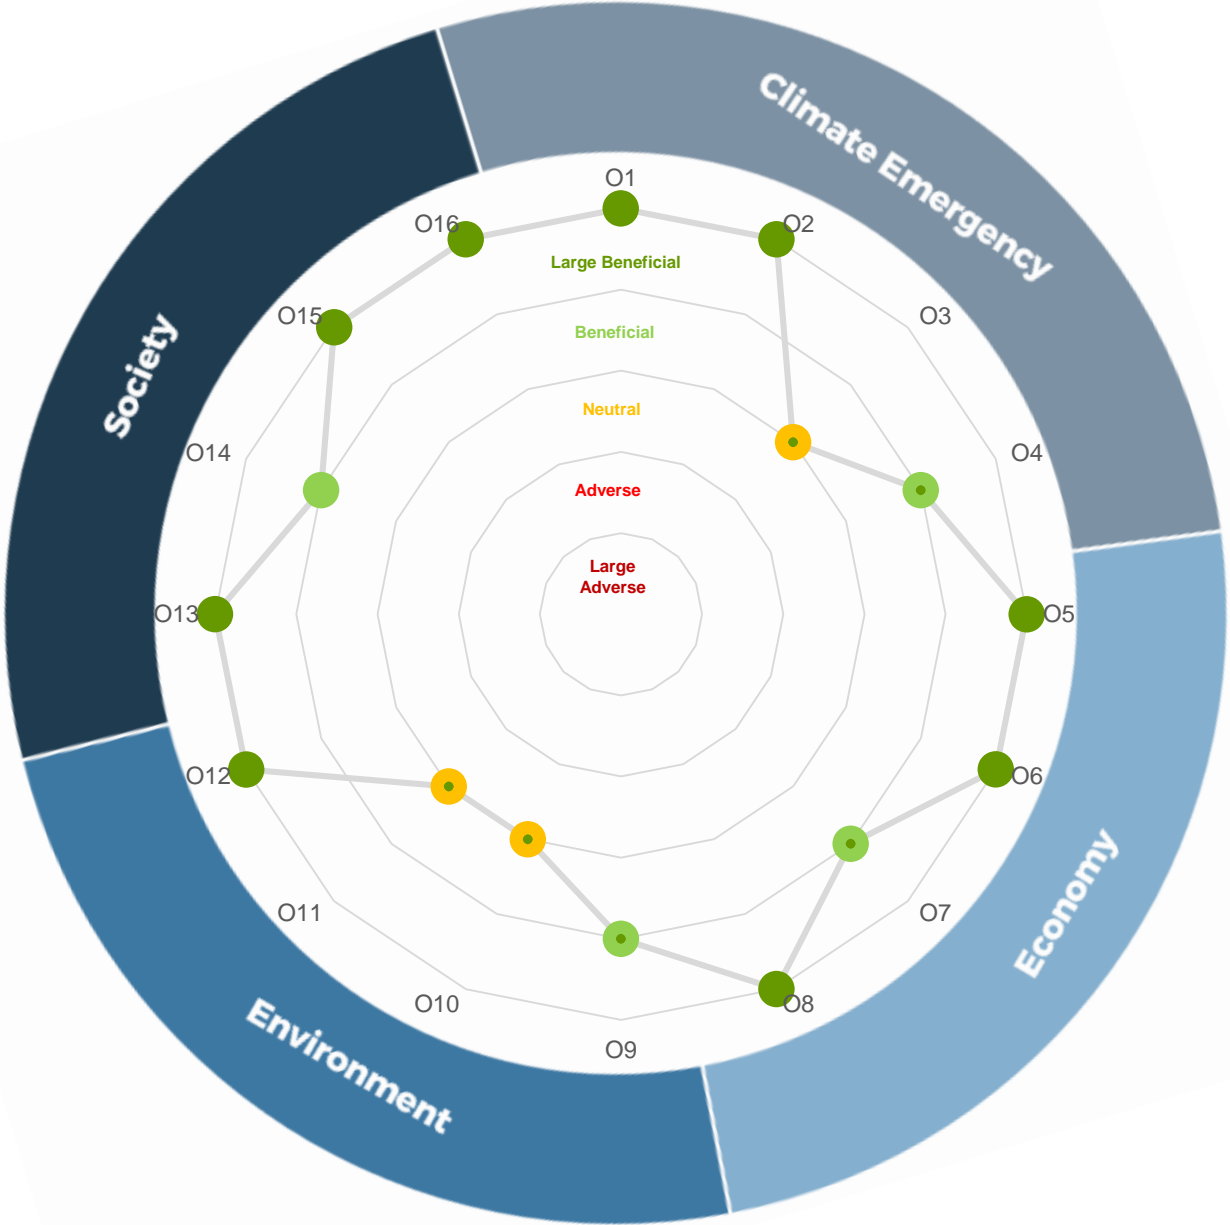 Climate Emergency
O1
O16
O2
Large Beneficial
O15
O3
Beneficial
Society
Neutral
O14
O4
Adverse
Large
Adverse
O13
O5
O12
O6
Economy
O11
O7
O10
O8
Environment
O9